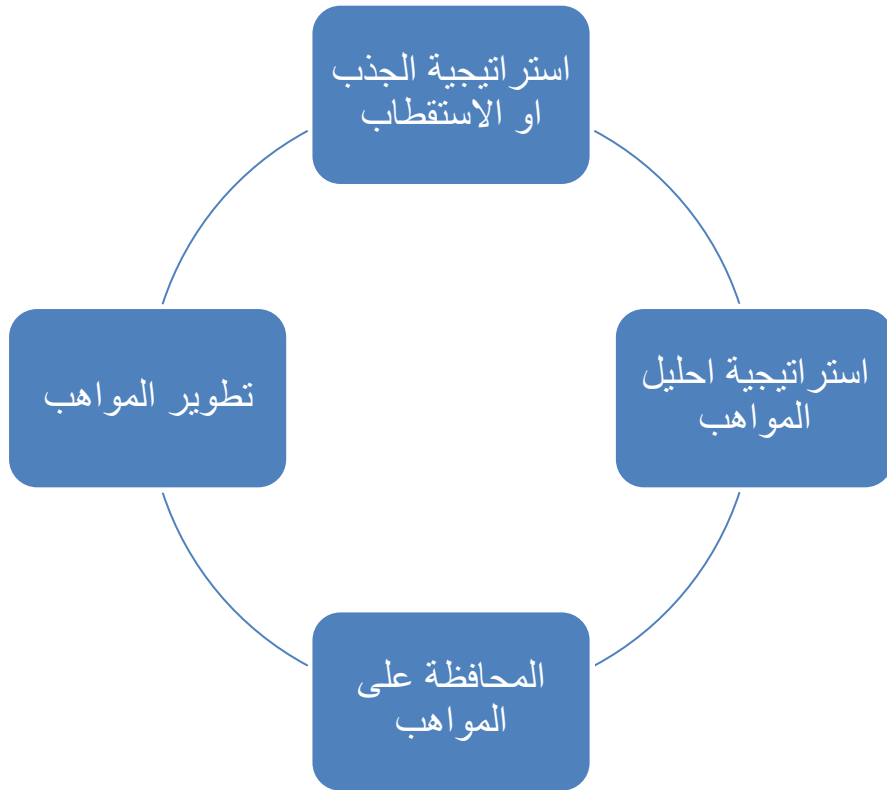 استراتيجية الجذب
او الاستقطاب
استراتيجية احليل
المواهب
المحافظة على
المواهب
تطوير المواهب